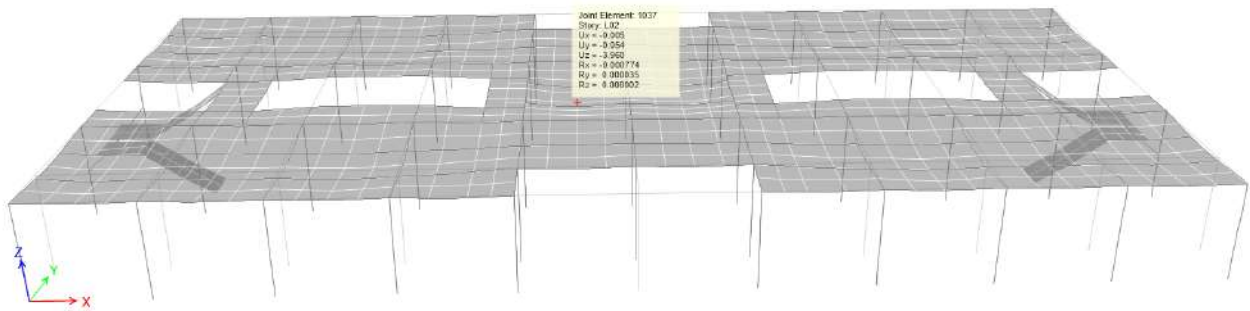 Joint Element: 1037
Story: L02
Ux = -0.005
Uy = -0.054
Uz = -3.960
Rx = -0.000774
Ry = 0.000035
Rz = 0.000002
Z
Y
X